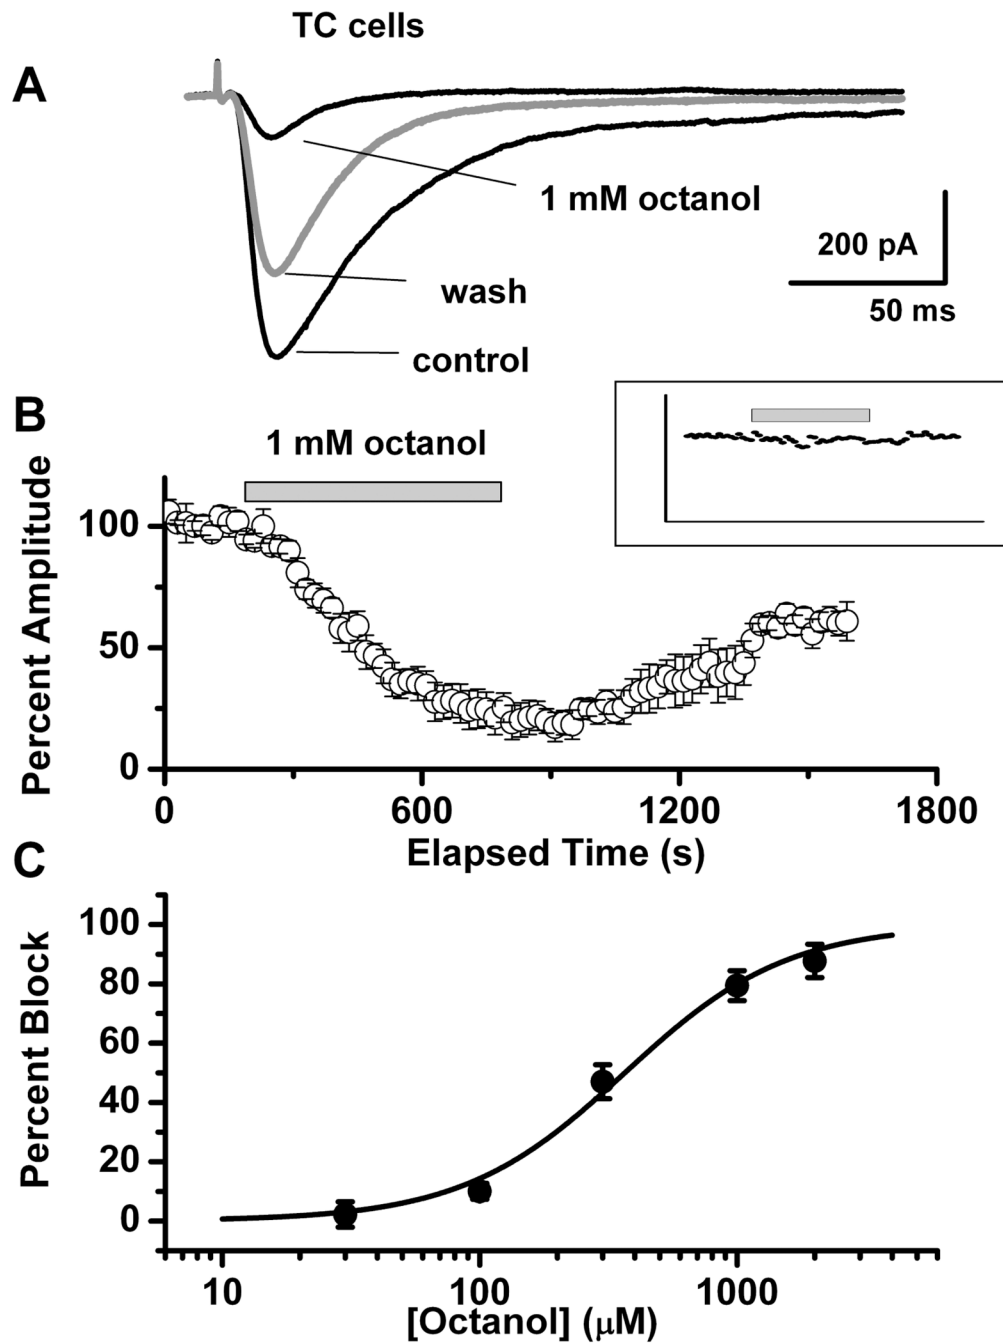 TC cells
A
1 mM octanol
200 pA
50 ms
wash
control
B
1 mM octanol
Percent Amplitude
100
50
0
0 600 1200 1800
Elapsed Time (s)
C
Percent Block
100
80
60
40
20
0
10 100 1000
[Octanol] (μM)